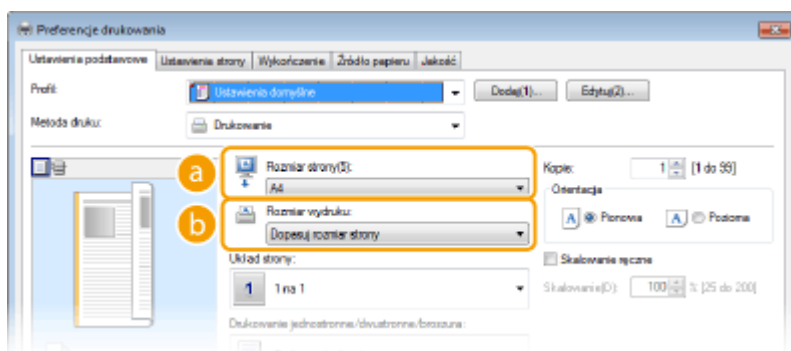 Preferencje drukowania
Ustawienia podstawowe Ustawienia strony Wykończenie Źródło papieru Jakość
Profil: Ustawienia domyślne Dodaj(1)... Edytuj(2)...
Metoda druku: Drukowanie
a Rozmiar strony(S):
A4
b Rozmiar wydruku:
Dopasuj rozmiar strony
Kopie: 1 [1 do 99]
Orientacja
A Pionowa A Pozioma
Układ strony:
1 1 na 1
Skalowanie ręczne
Skalowanie(D): 100 % [25 do 200]
Drukowanie jednostronne/dwustronne/broszura: